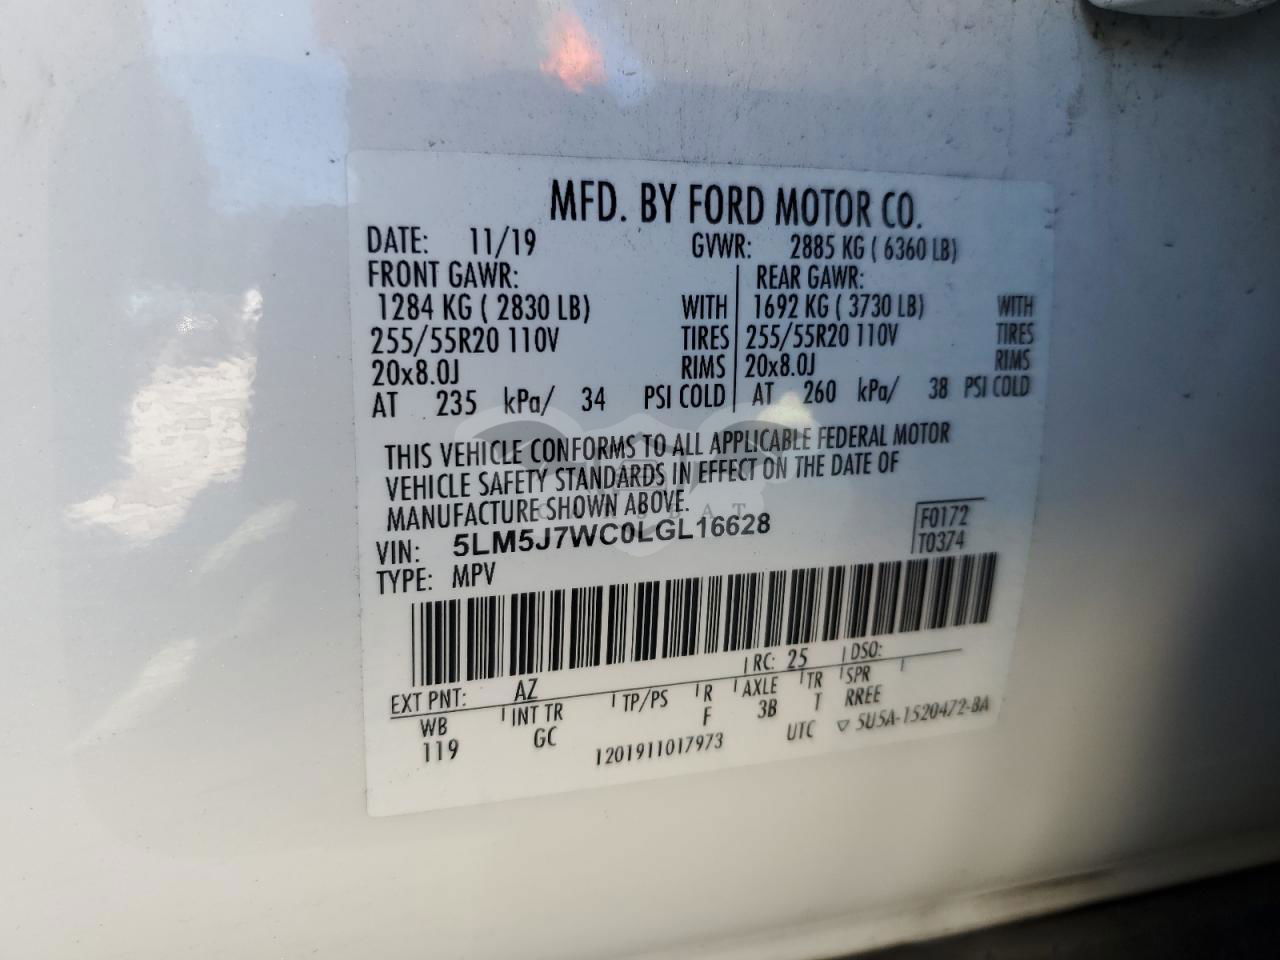 MFD. BY FORD MOTOR CO.
DATE: 11/19 GVWR: 2885 KG ( 6360 LB)
FRONT GAWR: REAR GAWR:
1284 KG ( 2830 LB) WITH 1692 KG ( 3730 LB) WITH
255/55R20 110V TIRES 255/55R20 110V TIRES
20x8.0J RIMS 20x8.0J RIMS
AT 235 kPa/ 34 PSI COLD AT 260 kPa/ 38 PSI COLD
THIS VEHICLE CONFORMS TO ALL APPLICABLE FEDERAL MOTOR
VEHICLE SAFETY STANDARDS IN EFFECT ON THE DATE OF
MANUFACTURE SHOWN ABOVE.
VIN: 5LM5J7WC0LGL16628 F0172
TYPE: MPV T0374
RC: 25 DSO:
EXT PNT: AZ
WB INT TR TP/PS R AXLE TR SPR
119 GC F 3B T RREE
1201911017973 UTC ▽ 5U5A-1520472-BA